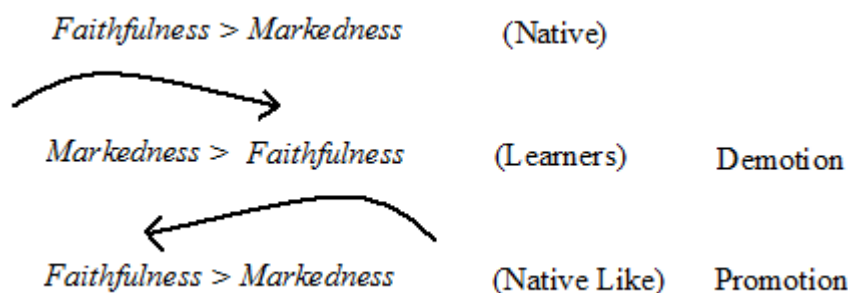 Faithfulness > Markedness (Native)
Markedness > Faithfulness (Learners) Demotion
Faithfulness > Markedness (Native Like) Promotion